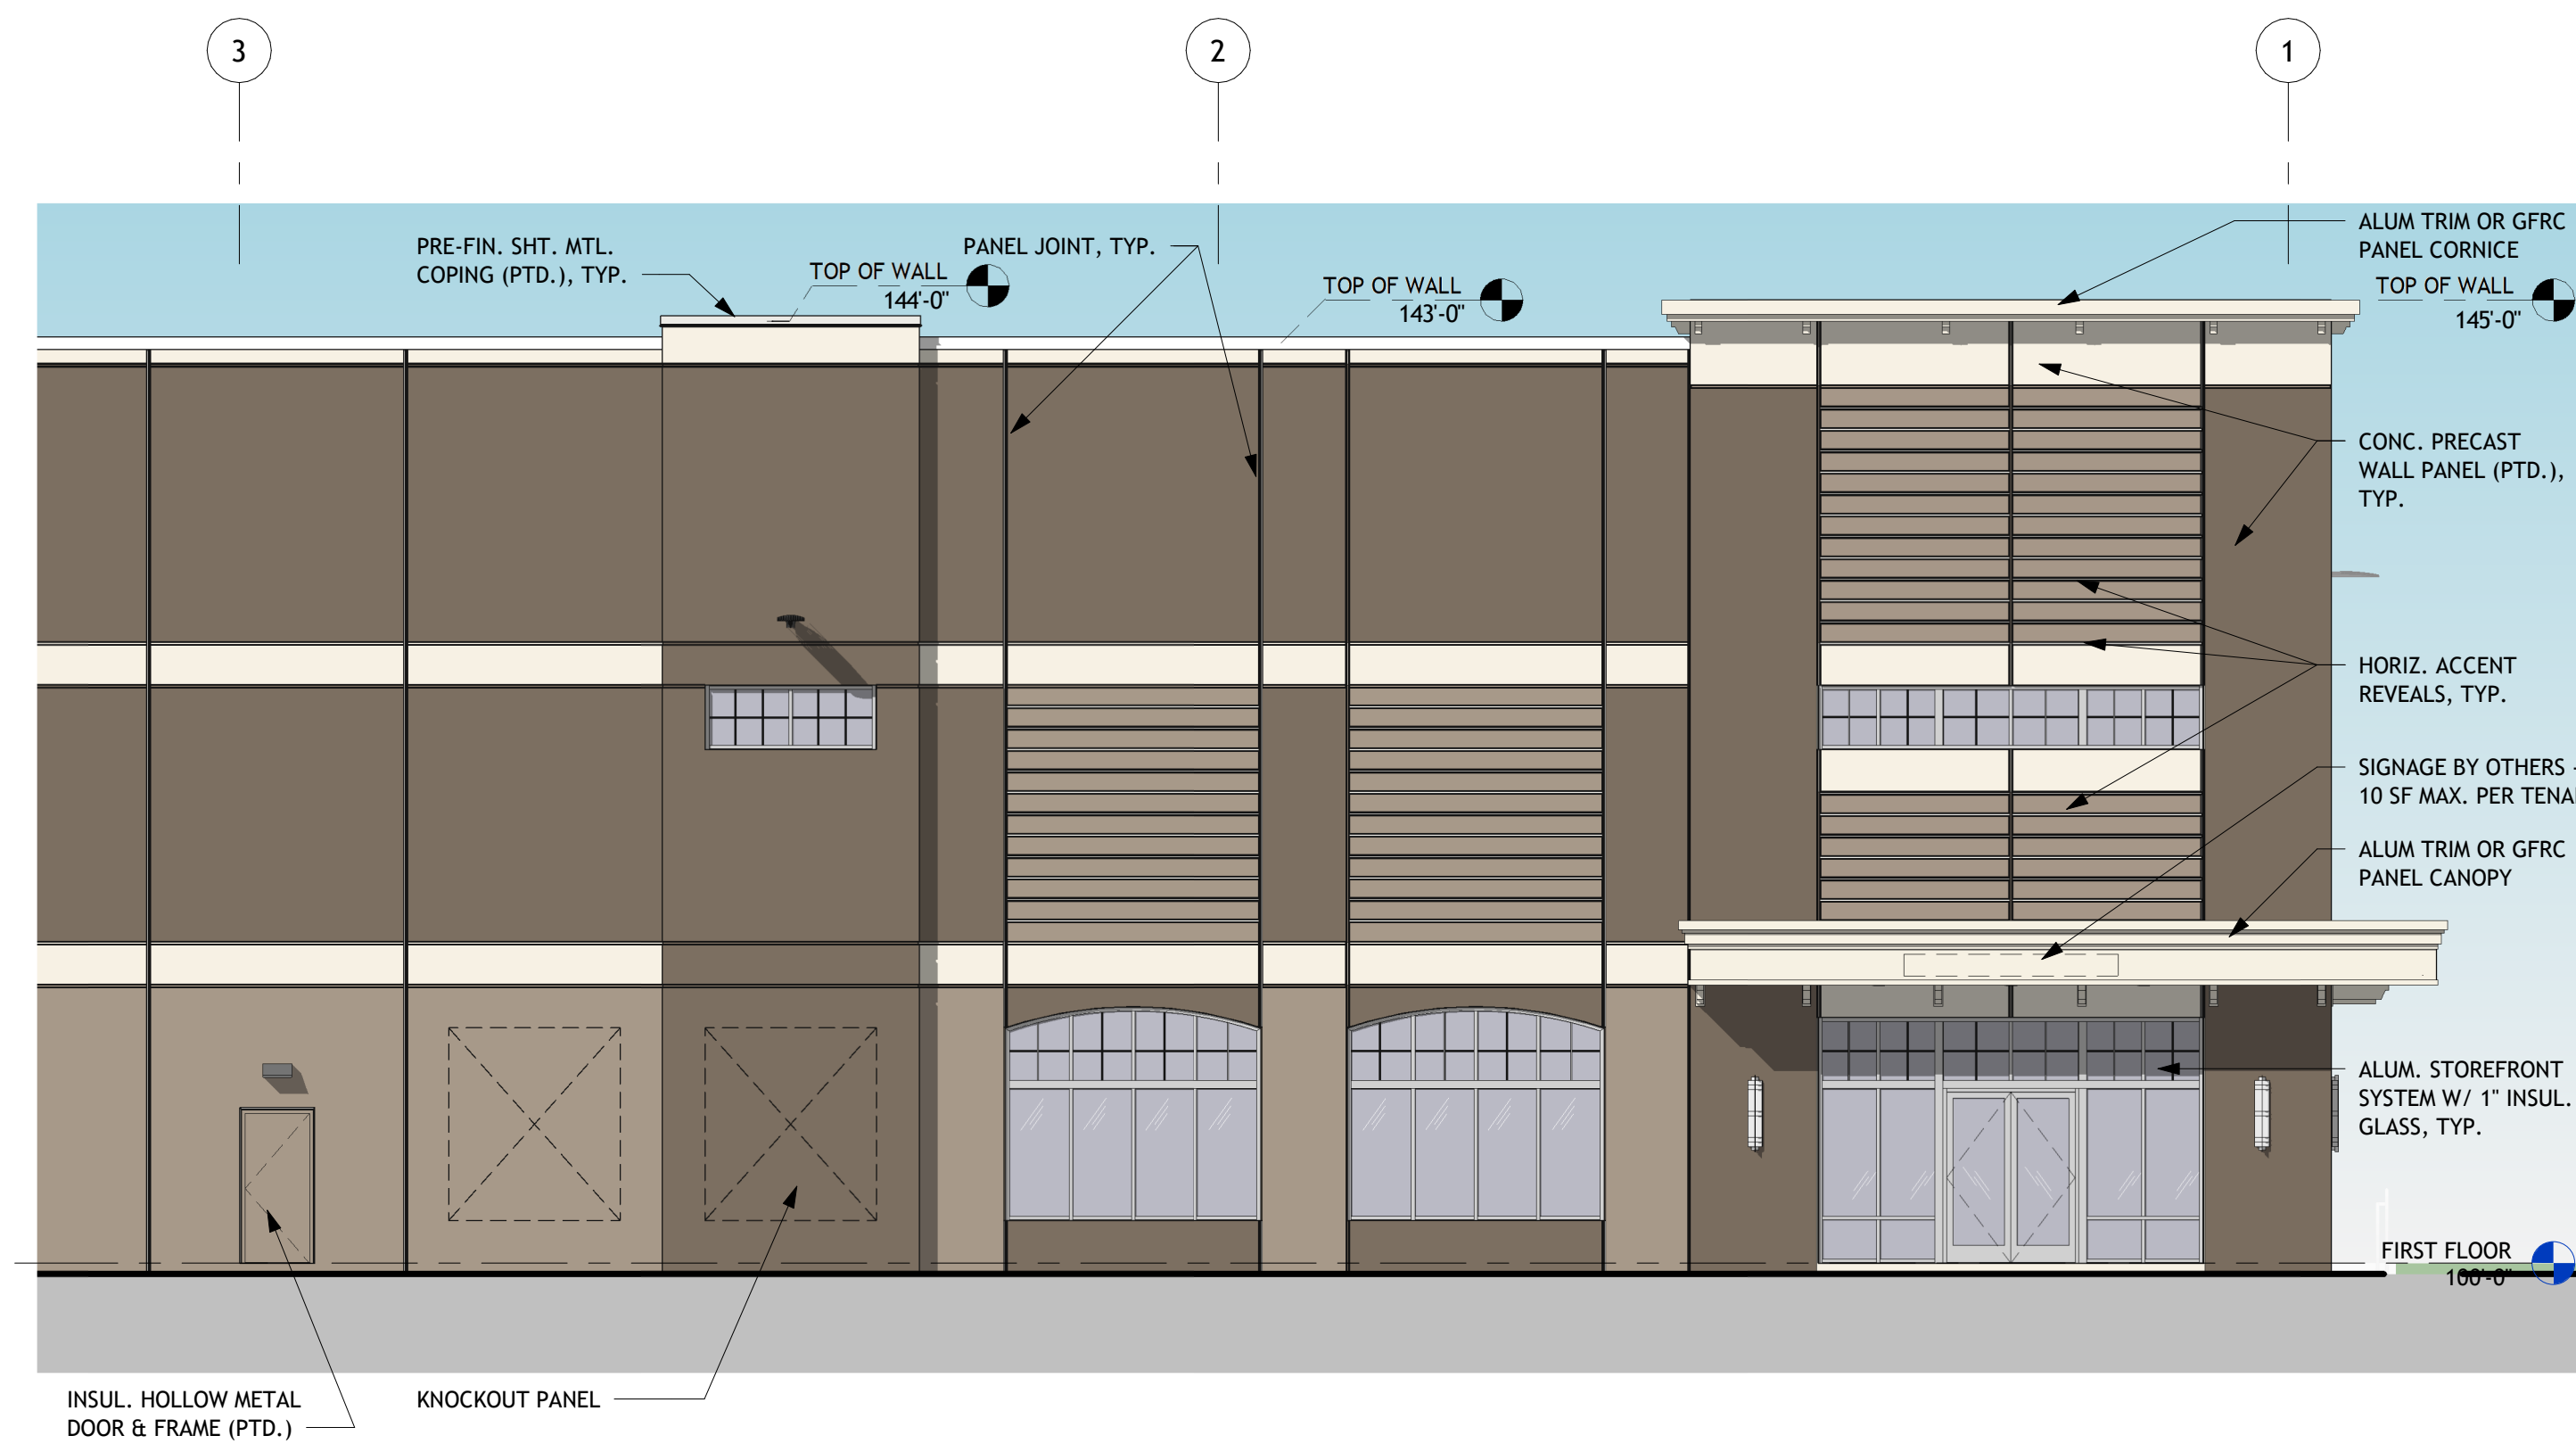 3
2
1
PRE-FIN. SHT. MTL.
COPING (PTD.), TYP.
TOP OF WALL
144'-0"
PANEL JOINT, TYP.
TOP OF WALL
143'-0"
ALUM TRIM OR GFRC
PANEL CORNICE
TOP OF WALL
145'-0"
CONC. PRECAST
WALL PANEL (PTD.),
TYP.
HORIZ. ACCENT
REVEALS, TYP.
SIGNAGE BY OTHERS -
10 SF MAX. PER
ALUM TRIM OR GFRC
PANEL CANOPY
ALUM. STOREFRONT
SYSTEM W/ 1" INSUL.
GLASS, TYP.
FIRST FLOOR
100'-0"
INSUL. HOLLOW METAL
DOOR & FRAME (PTD.)
KNOCKOUT PANEL